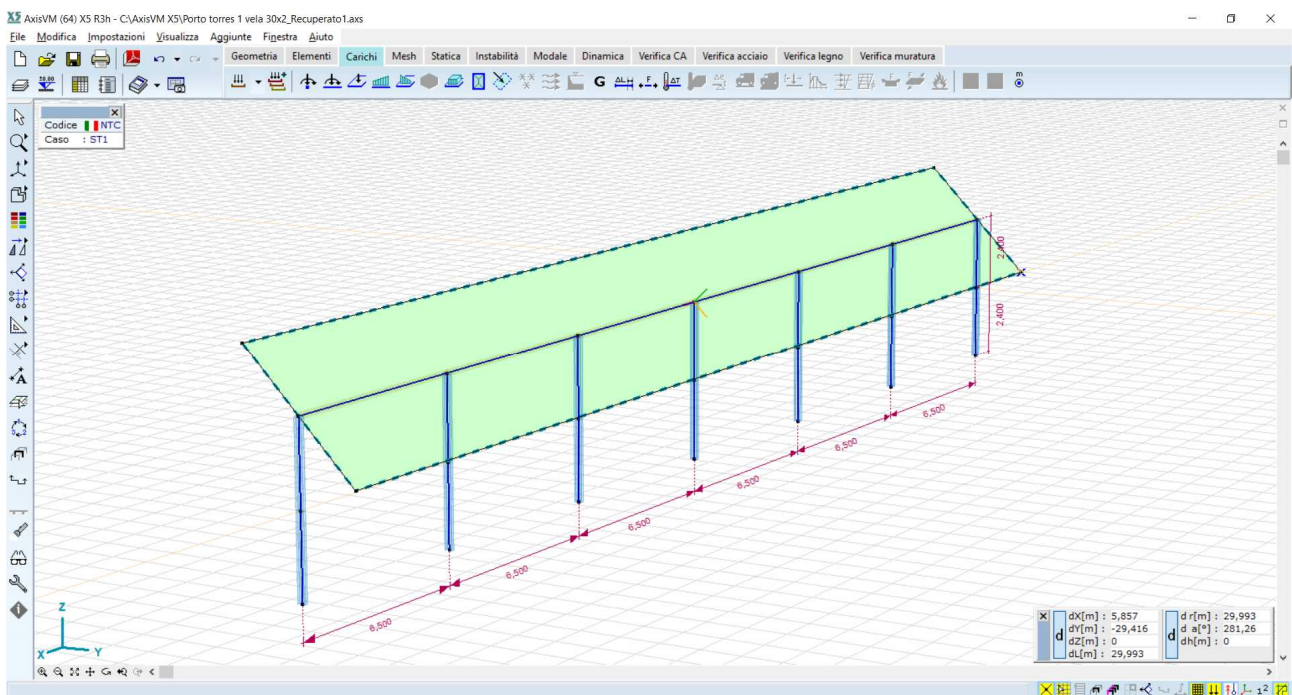 AxisVM (64) X5 R3h - C:\AxisVM X5\Porto torres 1 vela 30x2_Recuperato1.axs
File Modifica Impostazioni Visualizza Aggiunte Finestra Aiuto
Geometria Elementi Carichi Mesh Statica Instabilità Modale Dinamica Verifica CA Verifica acciaio Verifica legno Verifica muratura
Codice NTC
Caso : ST1
2,400
2,400
6,500
6,500
6,500
6,500
6,500
6,500
Z
X
Y
d
dX[m] : 5,857
dY[m] : -29,416
dZ[m] : 0
dL[m] : 29,993
d
d r[m] : 29,993
d a[°] : 281,26
dh[m] : 0